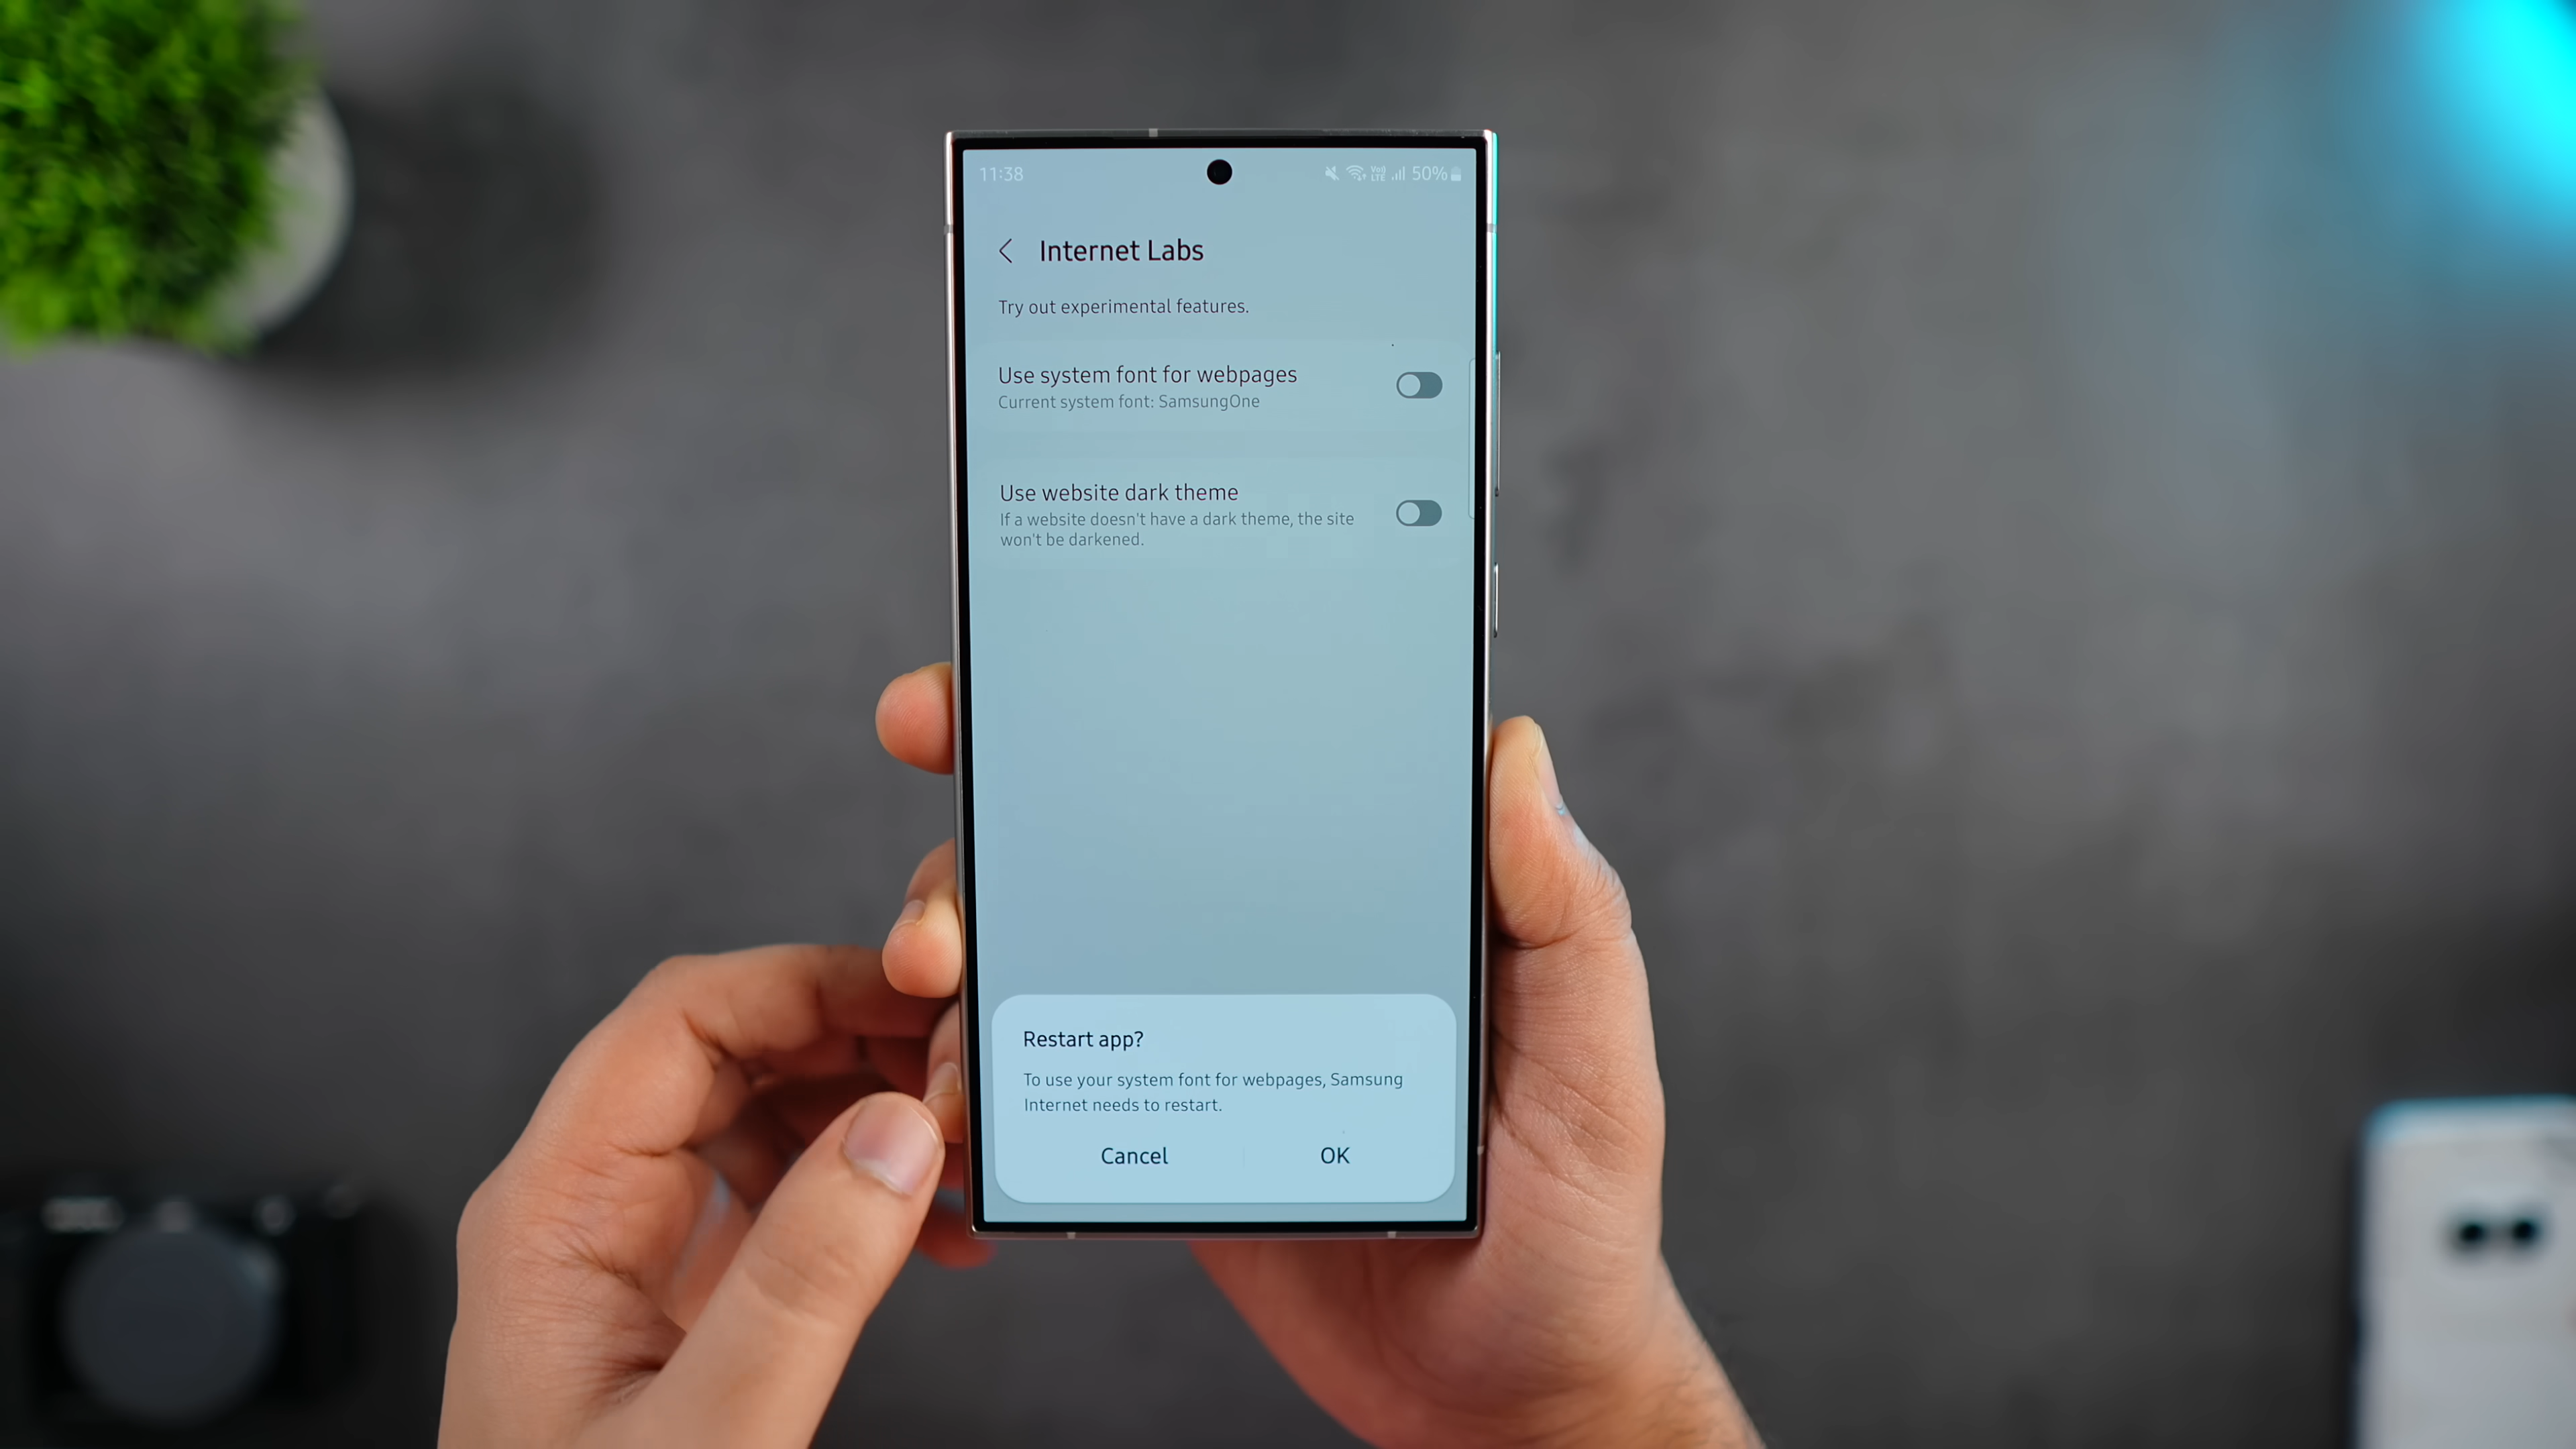 11:38
VoLTE 50%
Internet Labs
Try out experimental features.
Use system font for webpages
Current system font: SamsungOne
Use website dark theme
If a website doesn't have a dark theme, the site
won't be darkened.
Restart app?
To use your system font for webpages, Samsung
Internet needs to restart.
Cancel OK